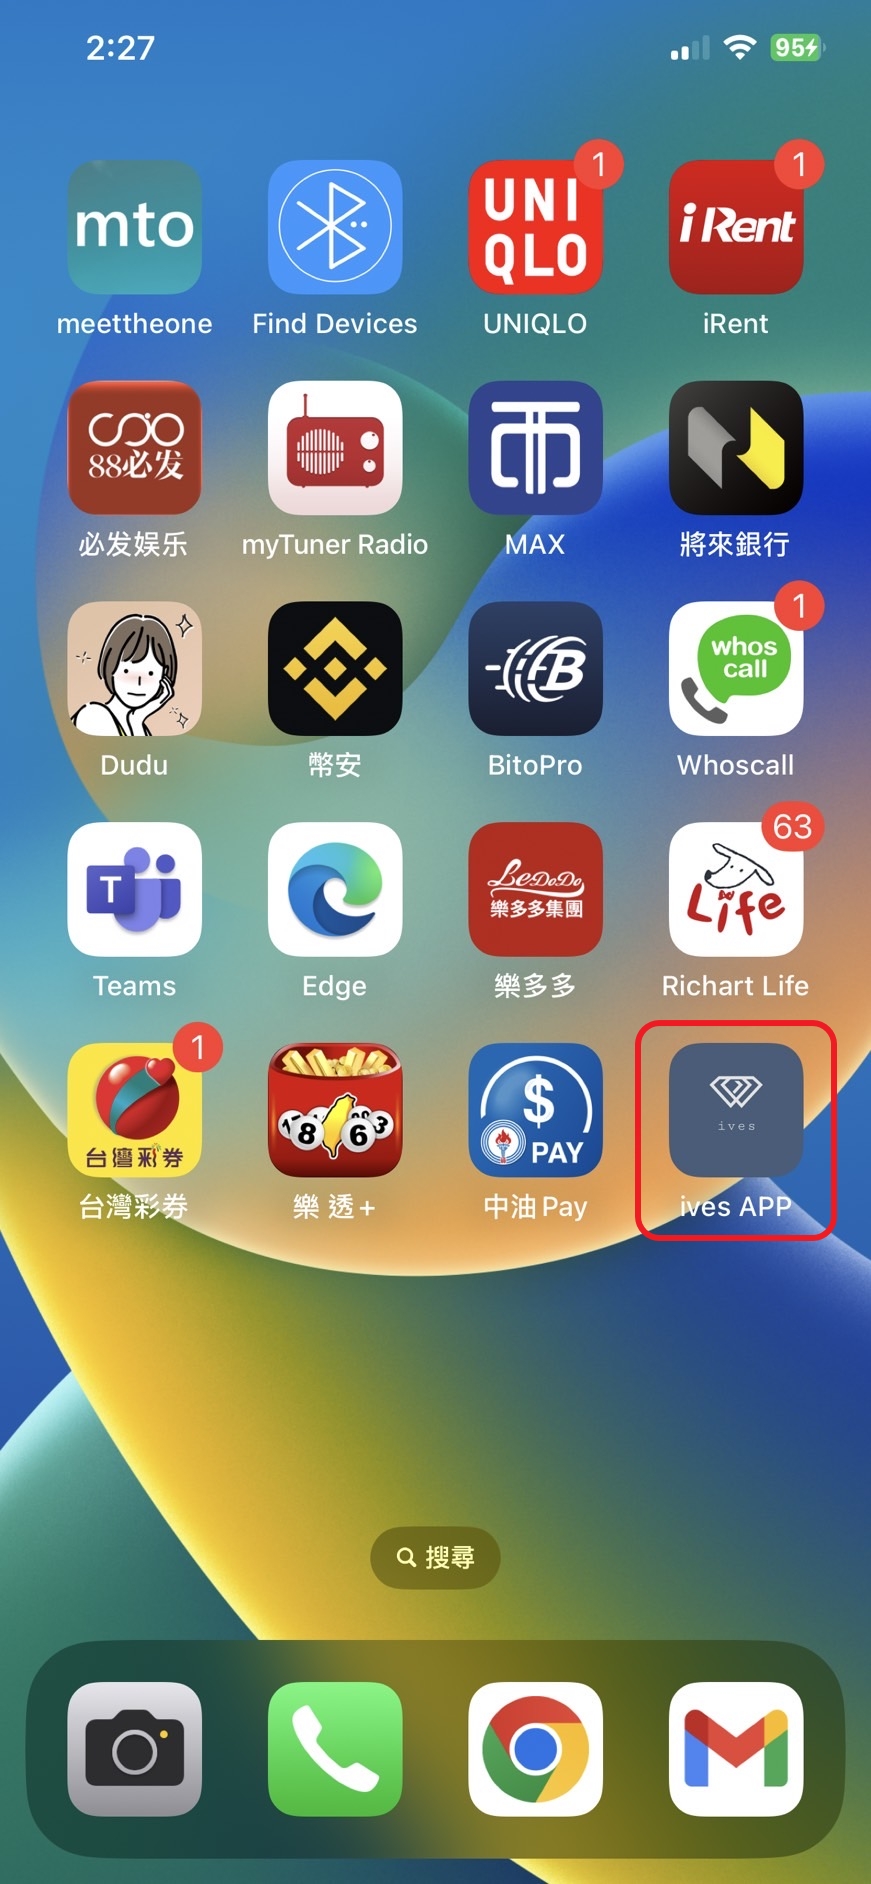 2:27
95
mto
UNI
QLO
1
iRent
1
meettheone
Find Devices
UNIQLO
iRent
88必发
必发娱乐
myTuner Radio
MAX
將來銀行
whos
call
1
Dudu
幣安
BitoPro
Whoscall
T
LeDoDo
樂多多集團
Life
63
Teams
Edge
樂多多
Richart Life
台灣彩券
1
8
6
3
$
PAY
ives
台灣彩券
樂 透+
中油 Pay
ives APP
搜尋